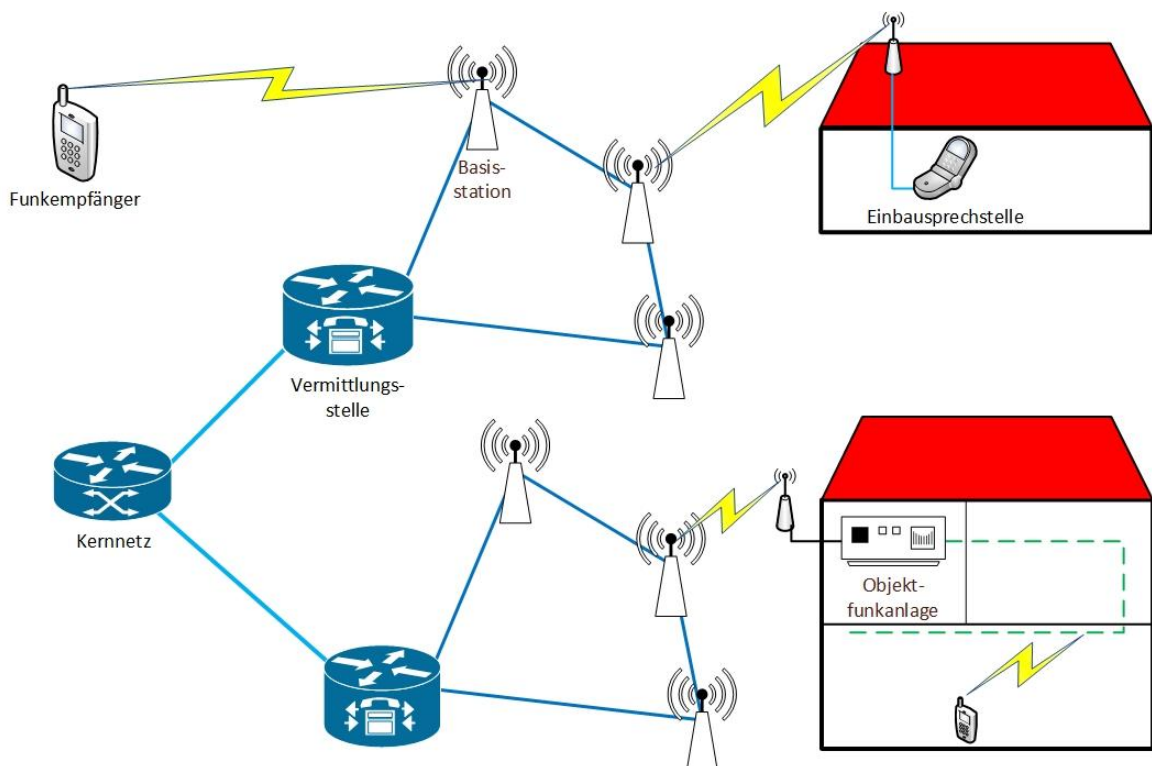 Funkempfänger
Basis-
station
Einbausprechstelle
Vermittlungs-
stelle
Kernnetz
Objekt-
funkanlage